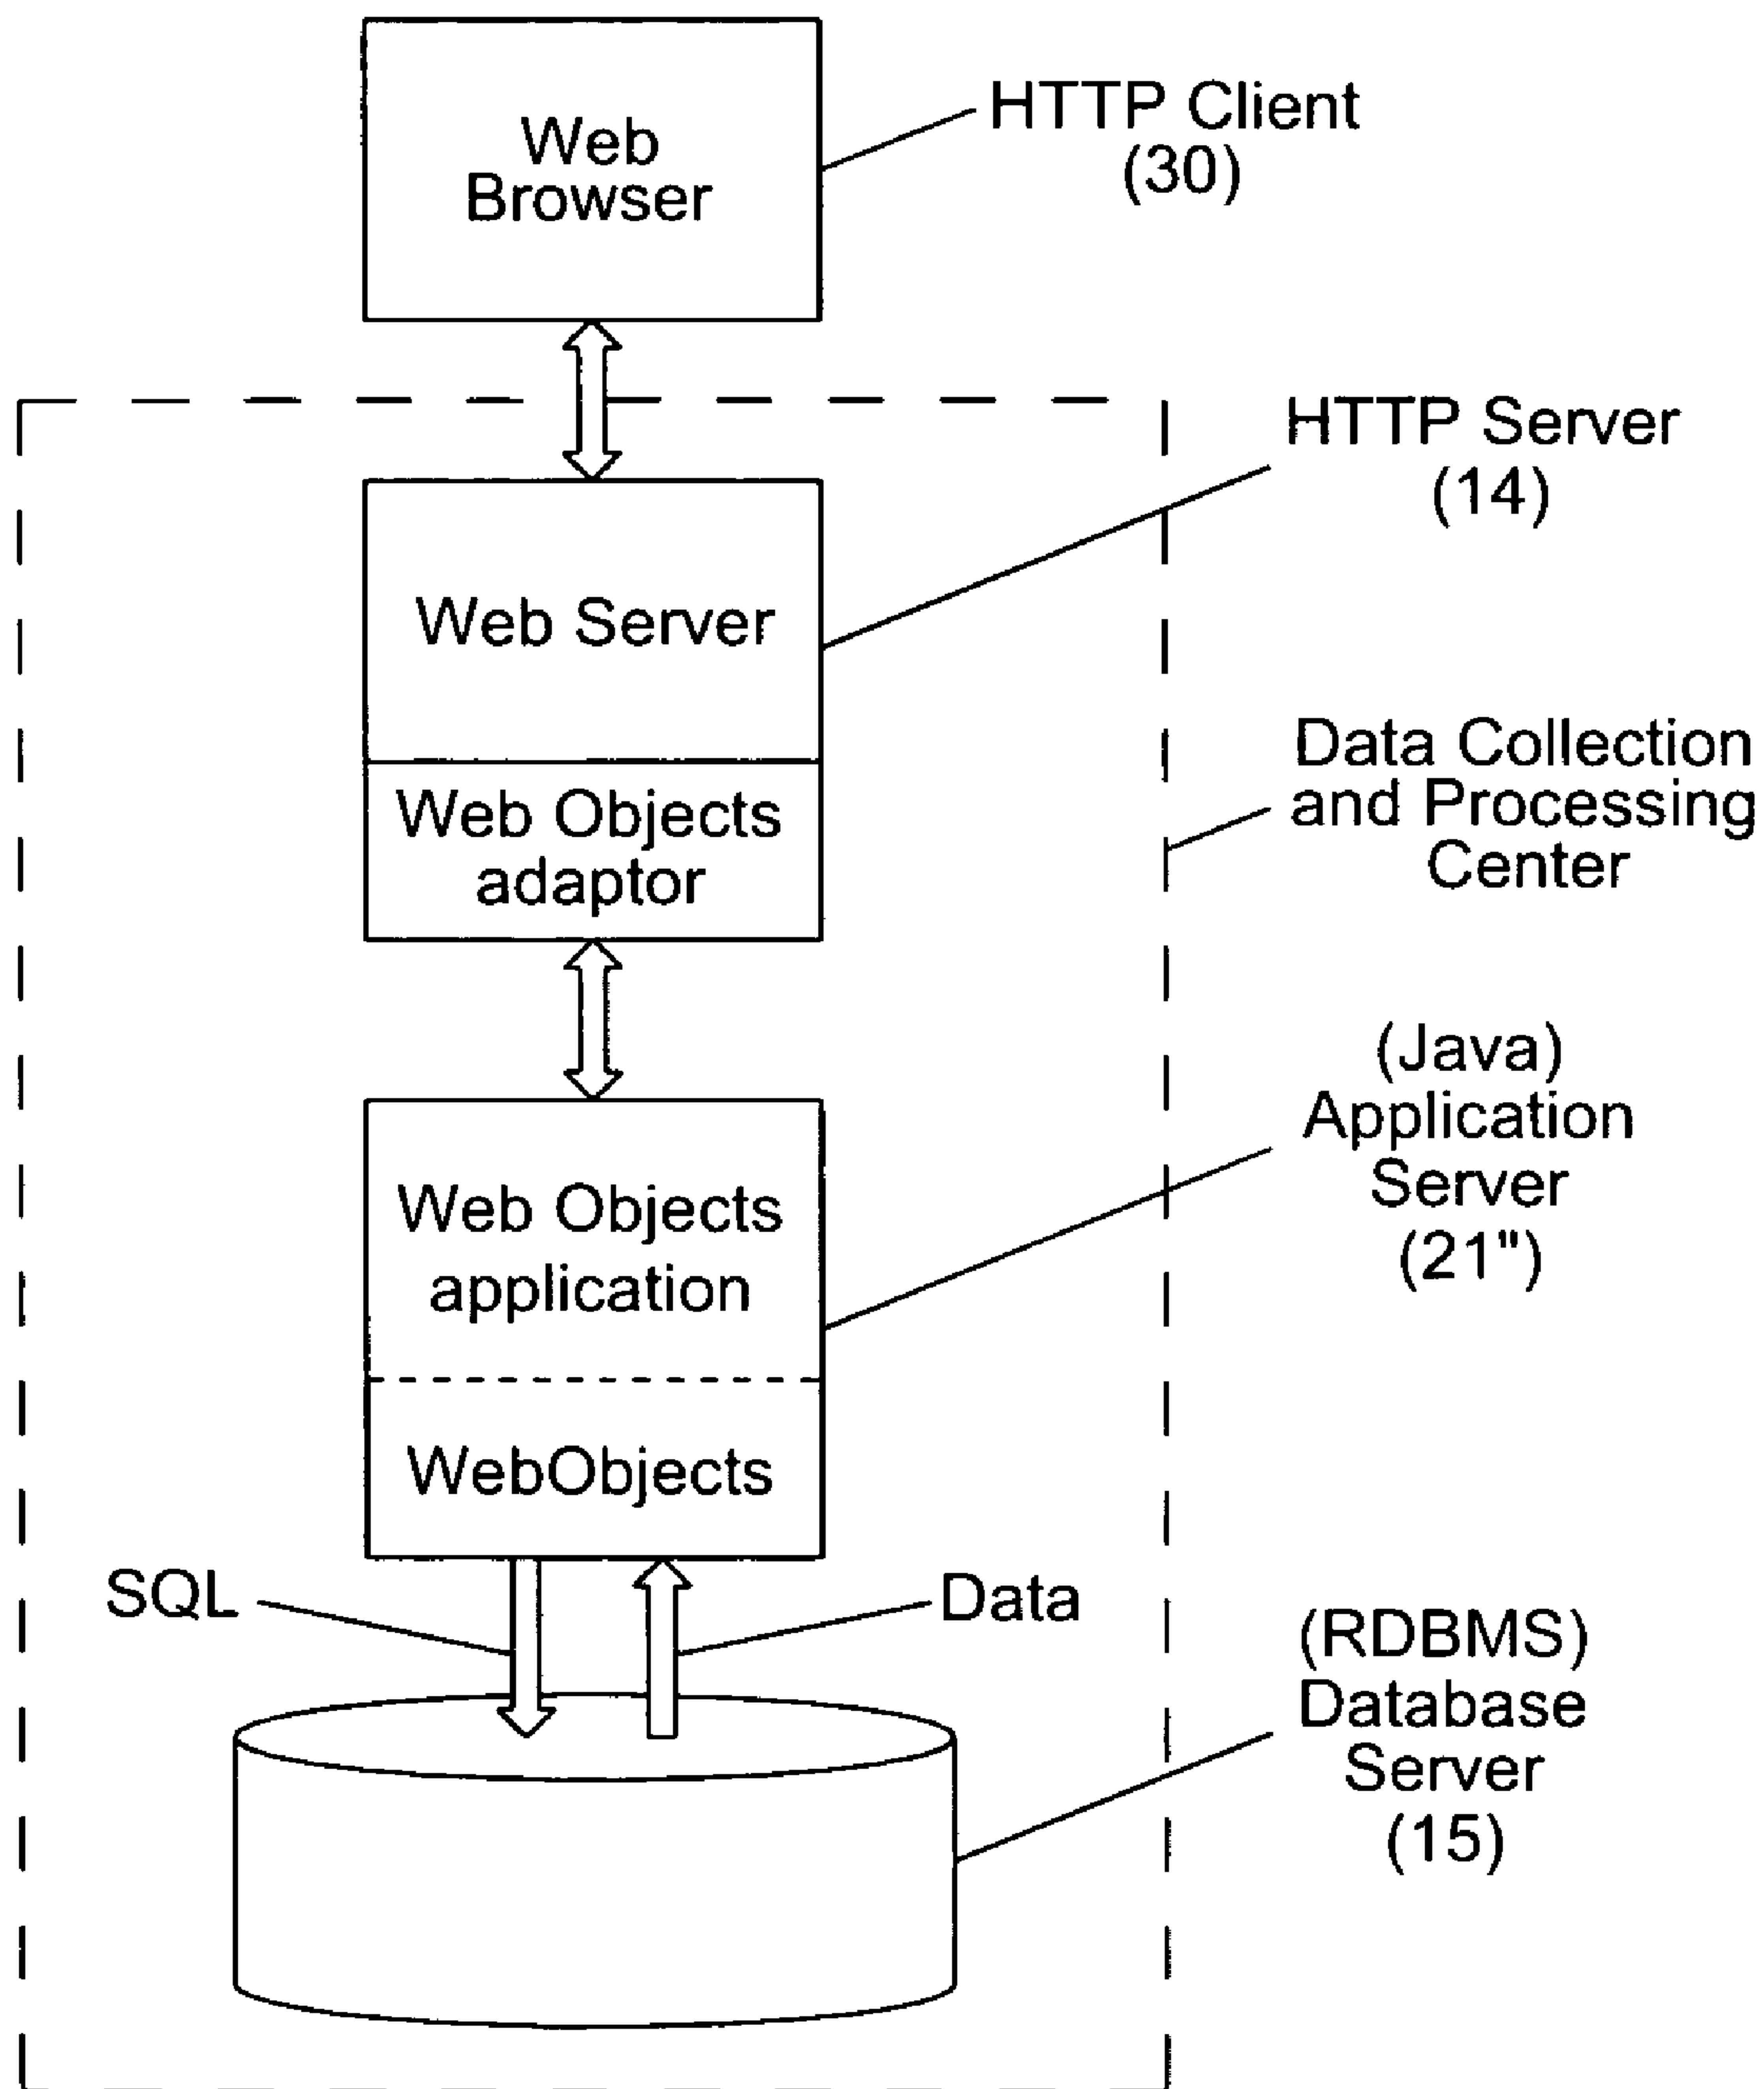 Web
Browser
HTTP Client
(30)
HTTP Server
(14)
Web Server
Data Collection
and Processing
Center
Web Objects
adaptor
(Java)
Application
Server
(21")
Web Objects
application
WebObjects
SQL
Data
(RDBMS)
Database
Server
(15)